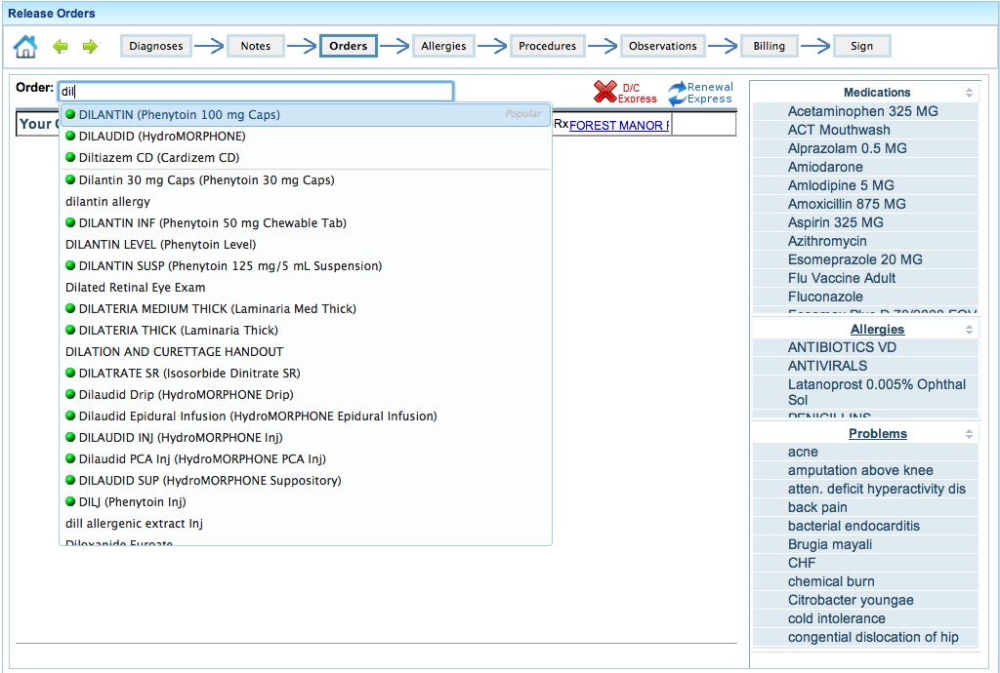 Release Orders
Diagnoses
Notes
Orders
Allergies
Procedures
Observations
Billing
Sign
Order:
dil
D/C
Express
Renewal
Express
Your
Rx
FOREST MANOR
DILANTIN (Phenytoin 100 mg Caps)
Popular
DILAUDID (HydroMORPHONE)
Diltiazem CD (Cardizem CD)
Dilantin 30 mg Caps (Phenytoin 30 mg Caps)
dilantin allergy
DILANTIN INF (Phenytoin 50 mg Chewable Tab)
DILANTIN LEVEL (Phenytoin Level)
DILANTIN SUSP (Phenytoin 125 mg/5 mL Suspension)
Dilated Retinal Eye Exam
DILATERIA MEDIUM THICK (Laminaria Med Thick)
DILATERIA THICK (Laminaria Thick)
DILATION AND CURETTAGE HANDOUT
DILATRATE SR (Isosorbide Dinitrate SR)
Dilaudid Drip (HydroMORPHONE Drip)
Dilaudid Epidural Infusion (HydroMORPHONE Epidural Infusion)
DILAUDID INJ (HydroMORPHONE Inj)
Dilaudid PCA Inj (HydroMORPHONE PCA Inj)
DILAUDID SUP (HydroMORPHONE Suppository)
DILJ (Phenytoin Inj)
dill allergenic extract Inj
Diloxanide Furoate
Medications
Acetaminophen 325 MG
ACT Mouthwash
Alprazolam 0.5 MG
Amiodarone
Amlodipine 5 MG
Amoxicillin 875 MG
Aspirin 325 MG
Azithromycin
Esomeprazole 20 MG
Flu Vaccine Adult
Fluconazole
Allergies
ANTIBIOTICS VD
ANTIVIRALS
Latanoprost 0.005% Ophthal
Sol
PENICILLINS
Problems
acne
amputation above knee
atten. deficit hyperactivity dis
back pain
bacterial endocarditis
Brugia mayali
CHF
chemical burn
Citrobacter youngae
cold intolerance
congential dislocation of hip